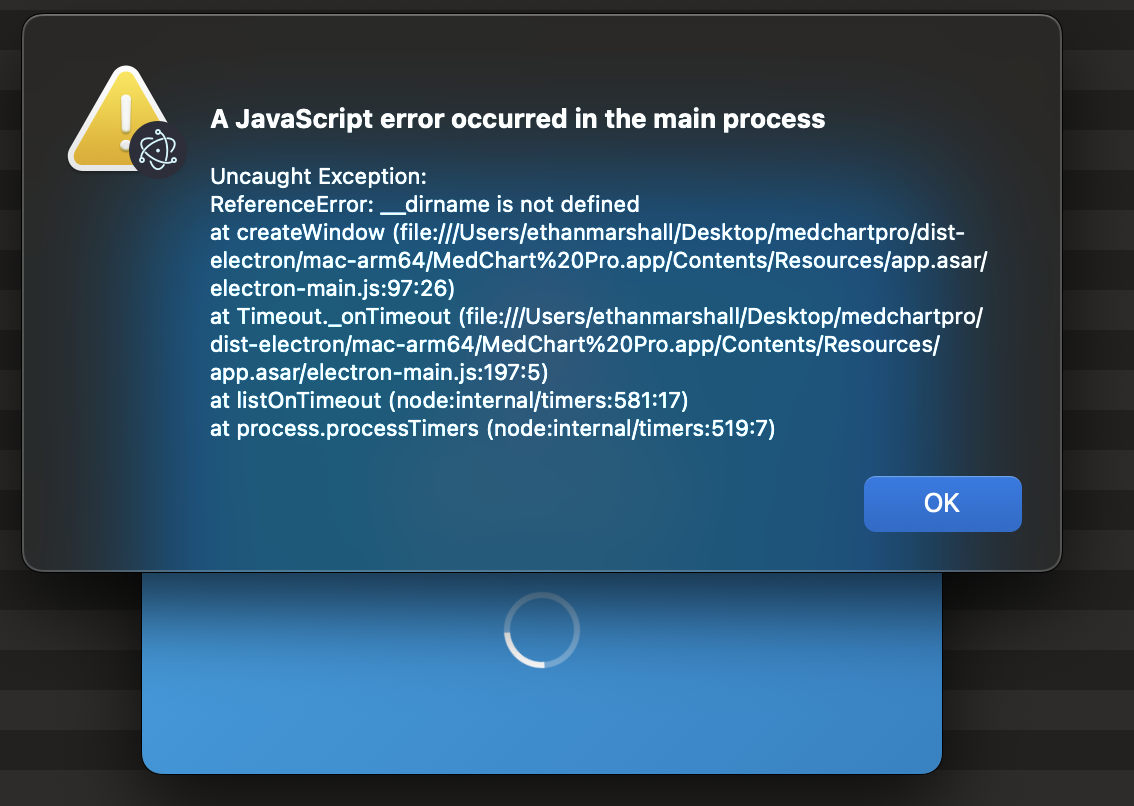 A JavaScript error occurred in the main process
Uncaught Exception:
ReferenceError: __dirname is not defined
at createWindow (file:///Users/ethanmarshall/Desktop/medchartpro/dist-
electron/mac-arm64/MedChart%20Pro.app/Contents/Resources/app.asar/
electron-main.js:97:26)
at Timeout._onTimeout (file:///Users/ethanmarshall/Desktop/medchartpro/
dist-electron/mac-arm64/MedChart%20Pro.app/Contents/Resources/
app.asar/electron-main.js:197:5)
at listOnTimeout (node:internal/timers:581:17)
at process.processTimers (node:internal/timers:519:7)
OK